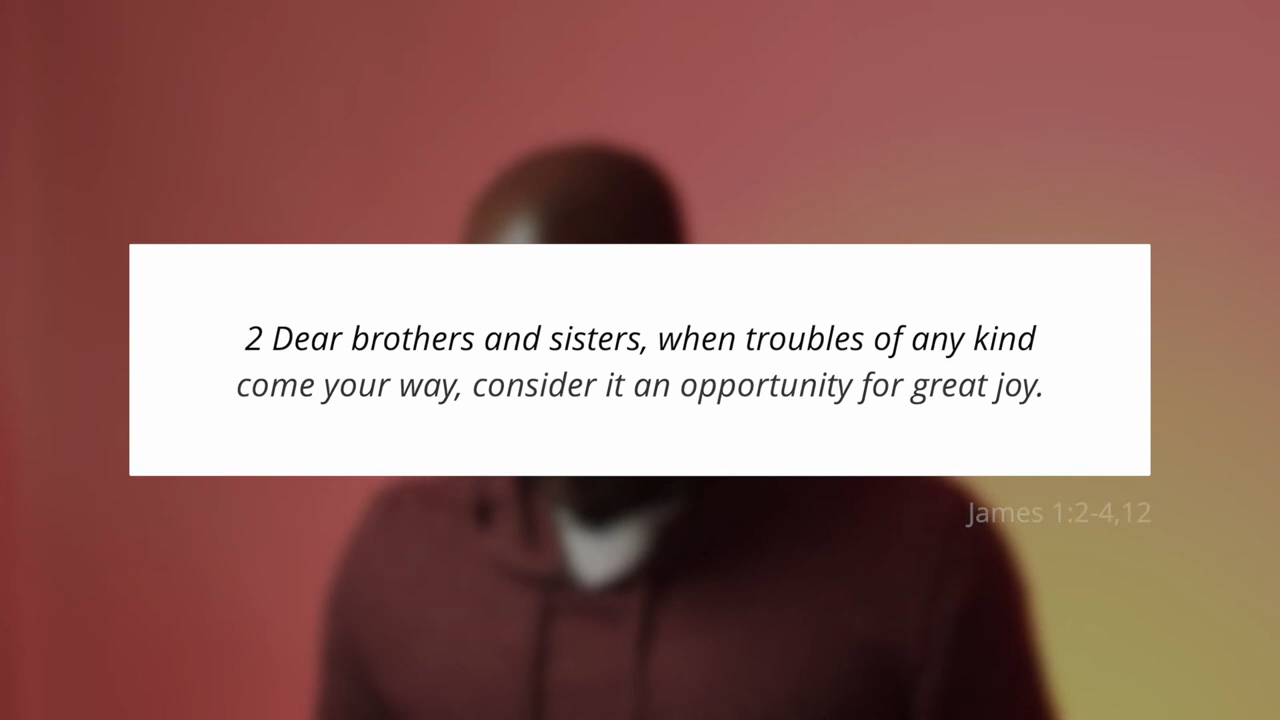 2 Dear brothers and sisters, when troubles of any kind
come your way, consider it an opportunity for great joy.
James 1:2-4,12